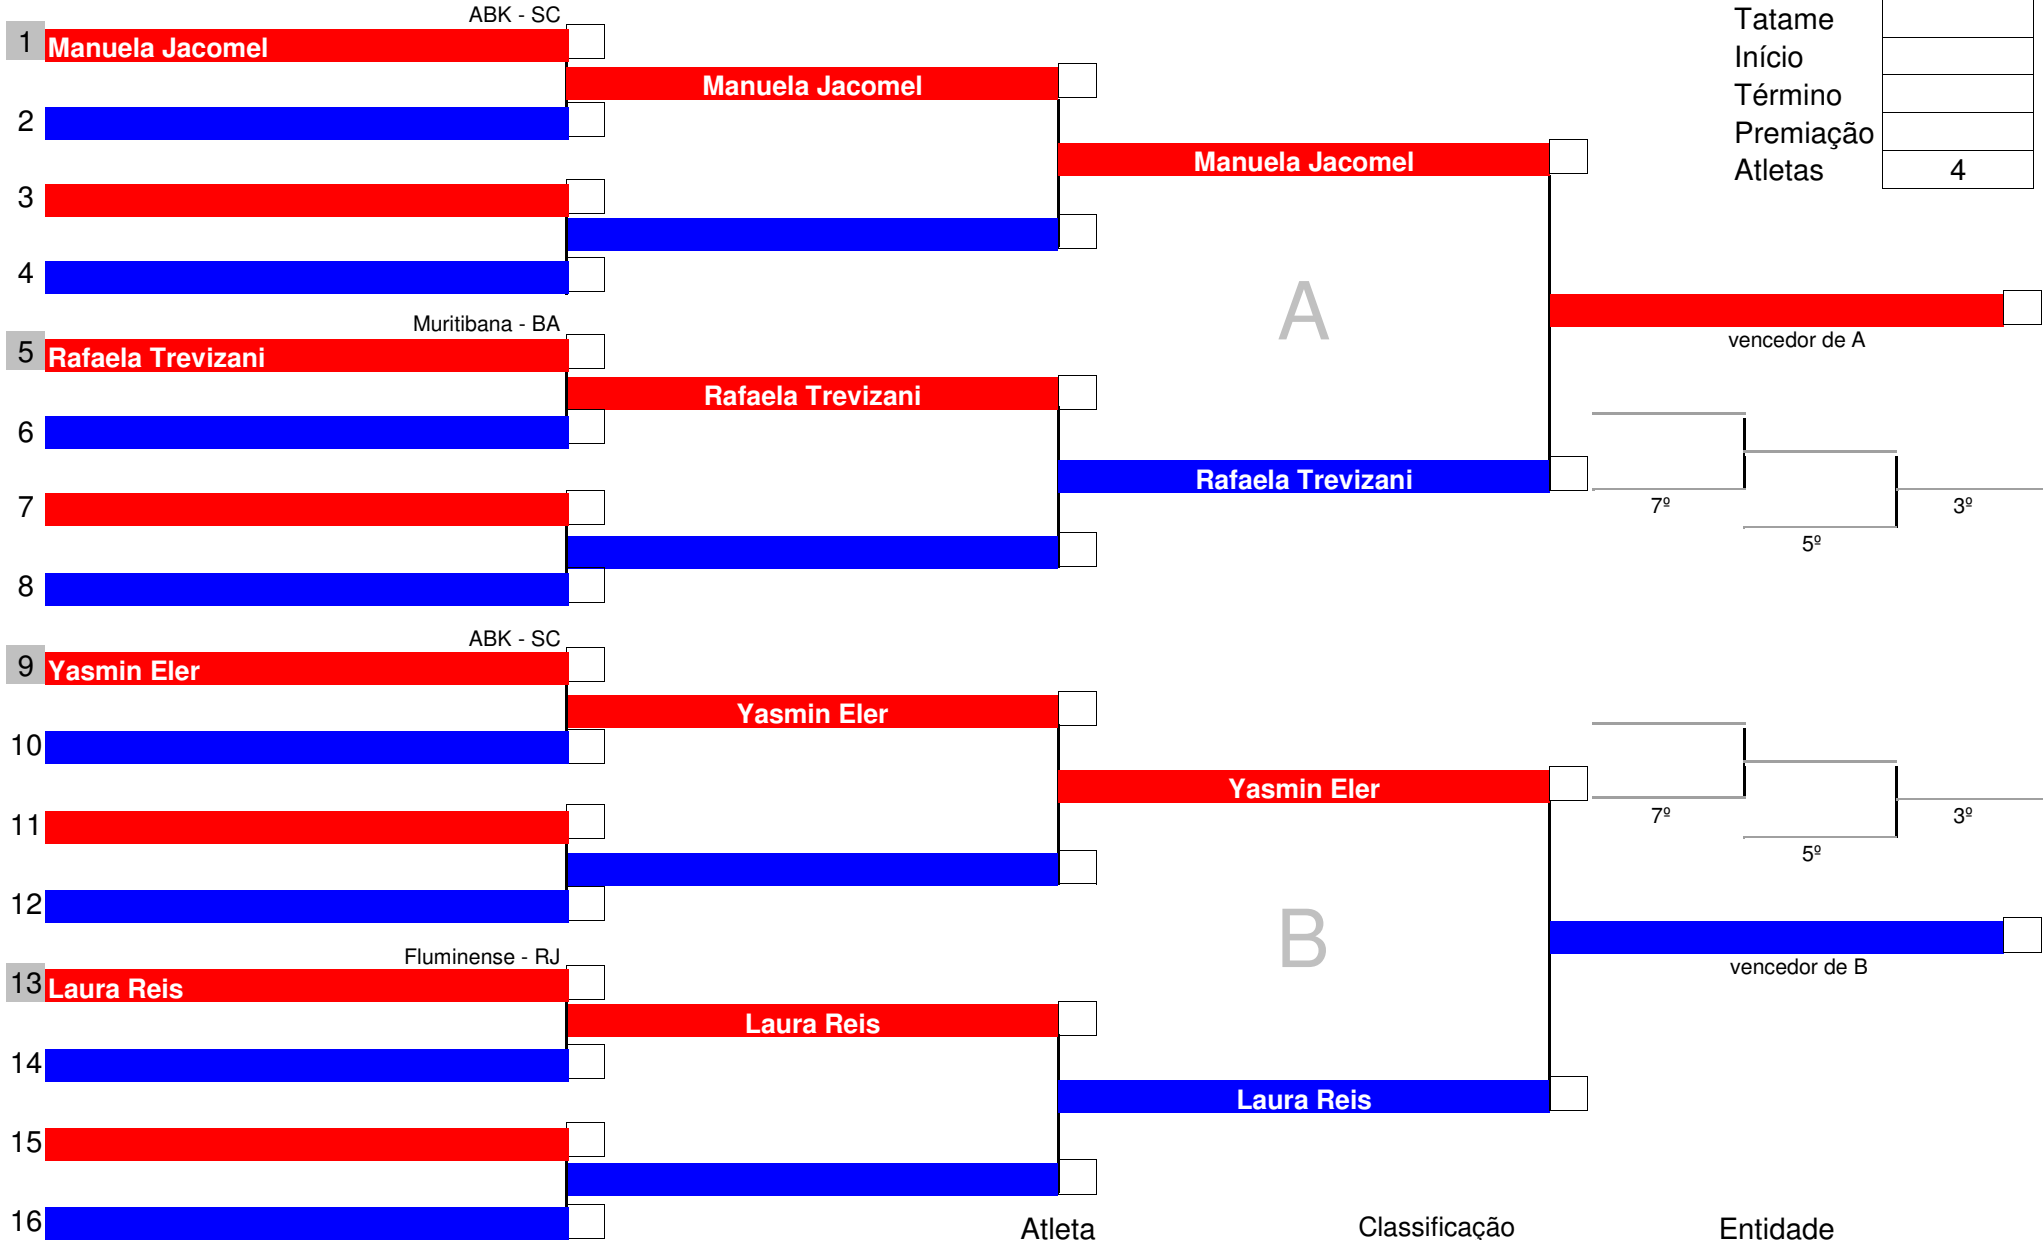 ABK - SC
Tatame
1 Manuela Jacomel
Início
Manuela Jacomel
Término
2
Premiação
Manuela Jacomel
Atletas 4
3
4
A
Muritibana - BA
vencedor de A
5 Rafaela Trevizani
Rafaela Trevizani
6
Rafaela Trevizani
7
7º 3º
5º
8
ABK - SC
9 Yasmin Eler
Yasmin Eler
10
Yasmin Eler
7º 3º
11
5º
12
B
Fluminense - RJ
vencedor de B
13 Laura Reis
Laura Reis
14
Laura Reis
15
16
Atleta Classificação Entidade